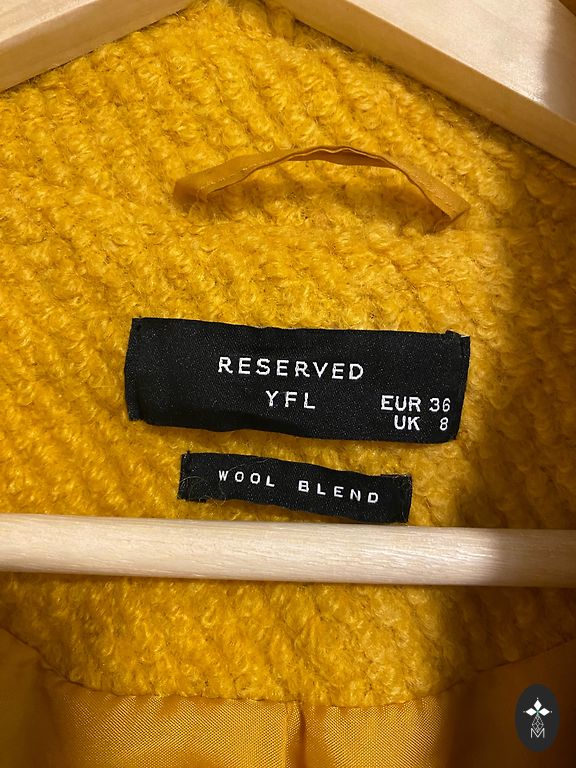 RESERVED
YFL
EUR 36
UK 8
WOOL BLEND
M